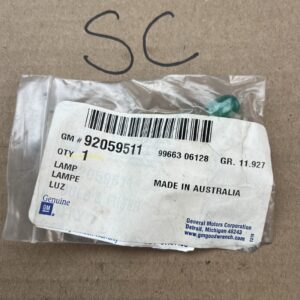 SC
GM # 92059511
QTY 1 99663 06128 GR. 11.927
LAMP
LAMPE
LUZ
MADE IN AUSTRALIA
Genuine
GM
General Motors Corporation
Detroit, Michigan 48243
www.gmgoodwrench.com